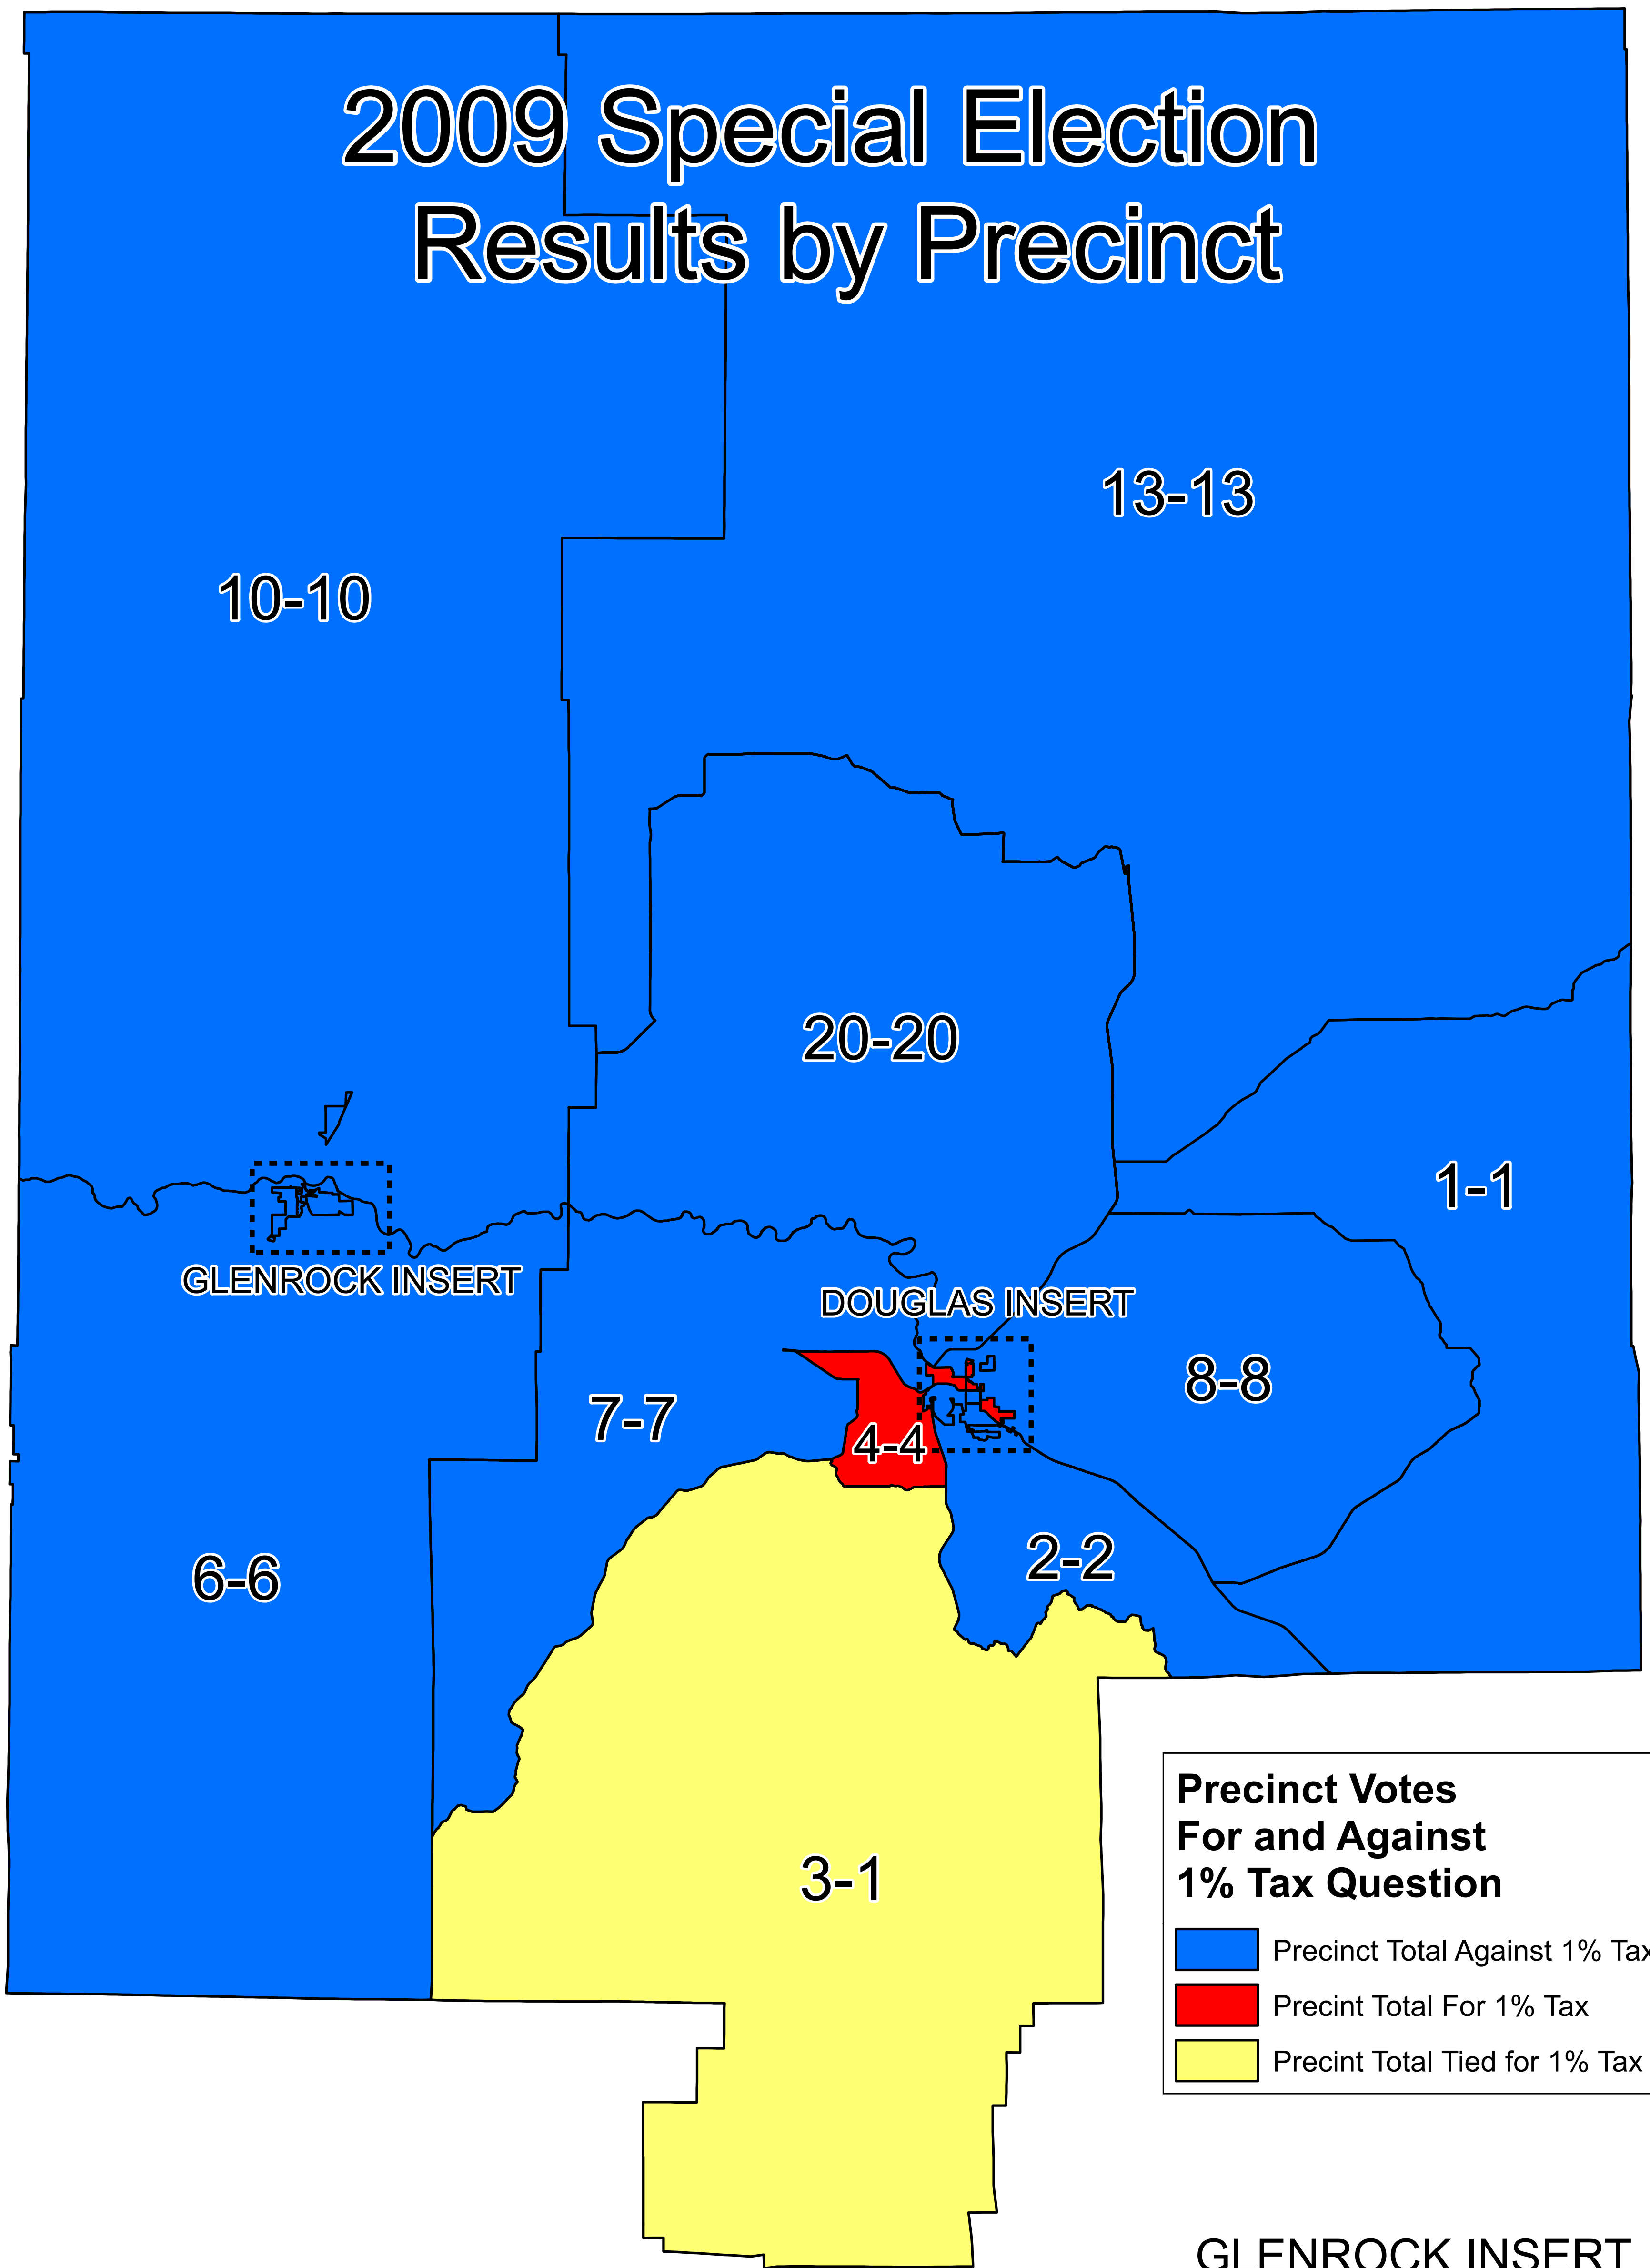 2009 Special Election
Results by Precinct
13-13
10-10
20-20
1-1
GLENROCK INSERT
DOUGLAS INSERT
8-8
7-7
4-4
2-2
6-6
3-1
Precinct Votes
For and Against
1% Tax Question
Precinct Total Against 1% Tax
Precint Total For 1% Tax
Precint Total Tied for 1% Tax
GLENROCK INSERT